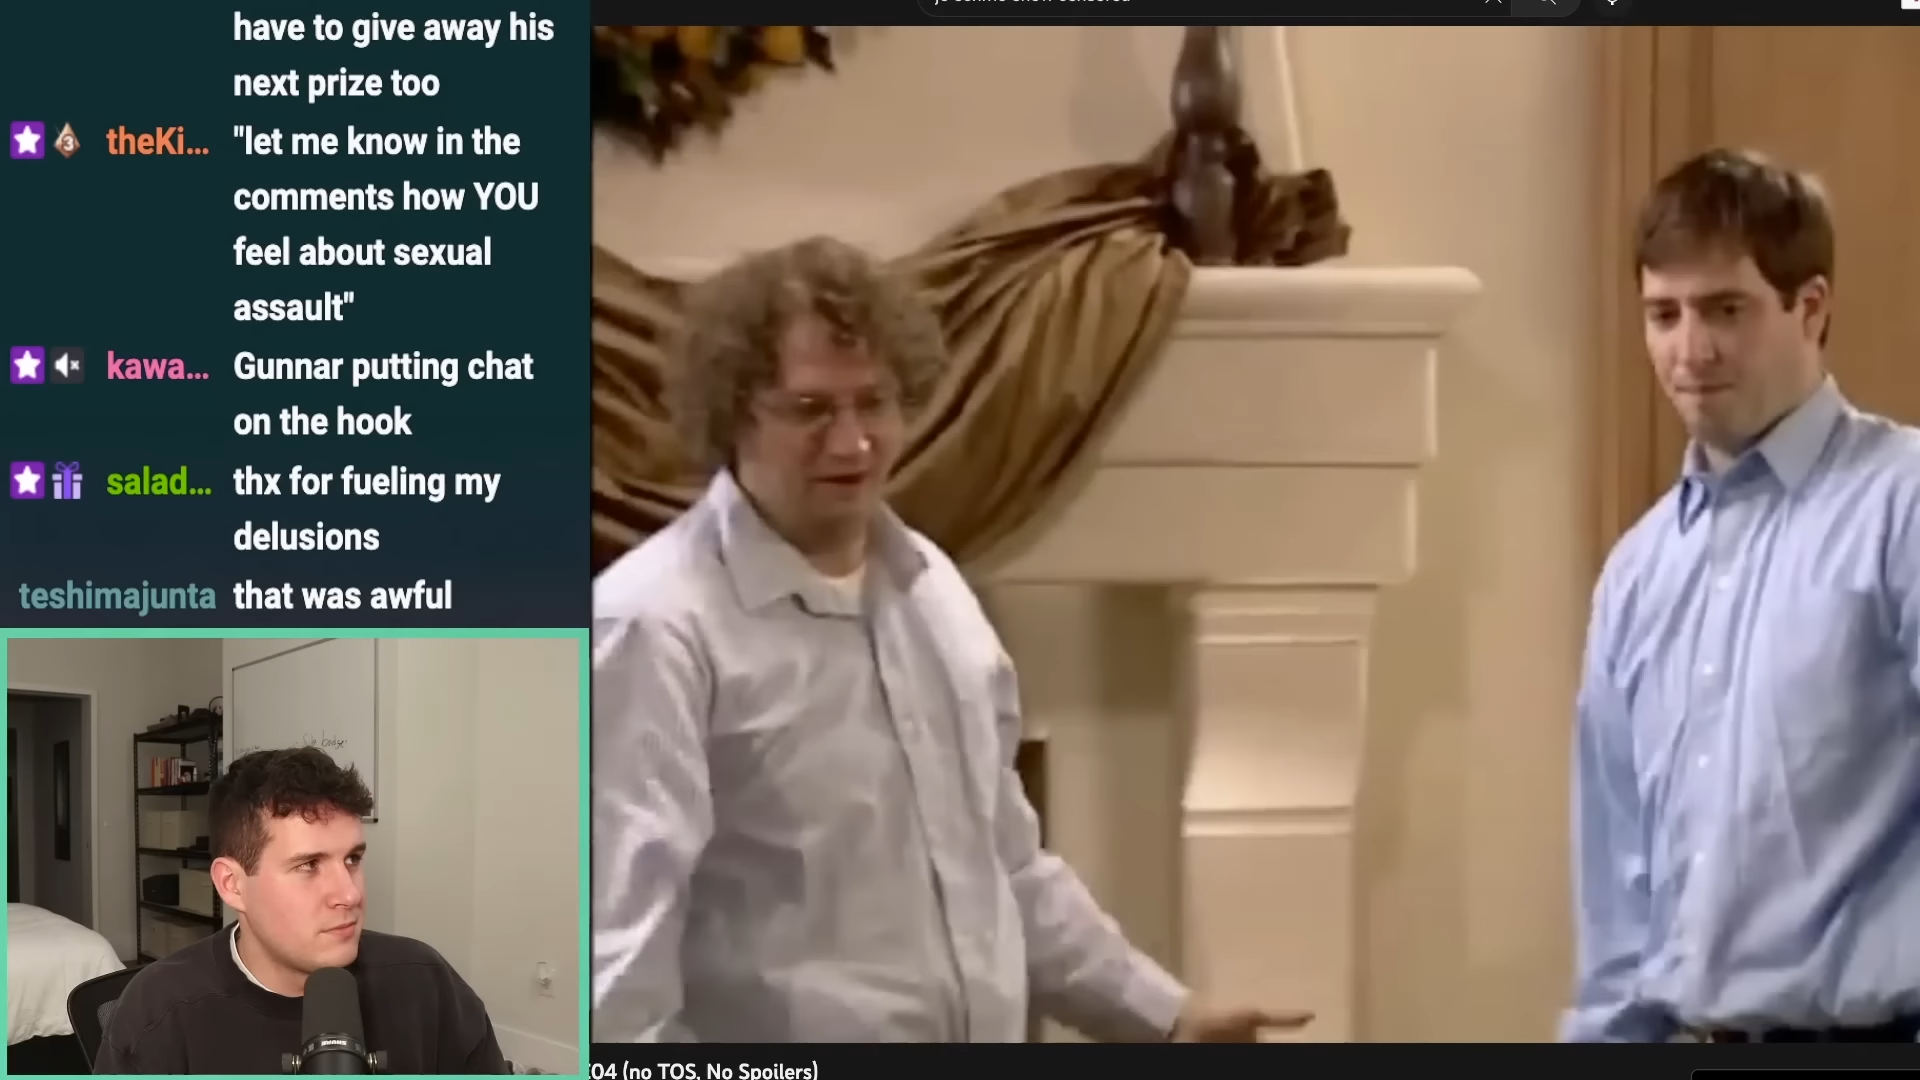 have to give away his
next prize too
theKi... "let me know in the
comments how YOU
feel about sexual
assault"
kawa... Gunnar putting chat
on the hook
salad... thx for fueling my
delusions
teshimajunta that was awful
E04 (no TOS, No Spoilers)